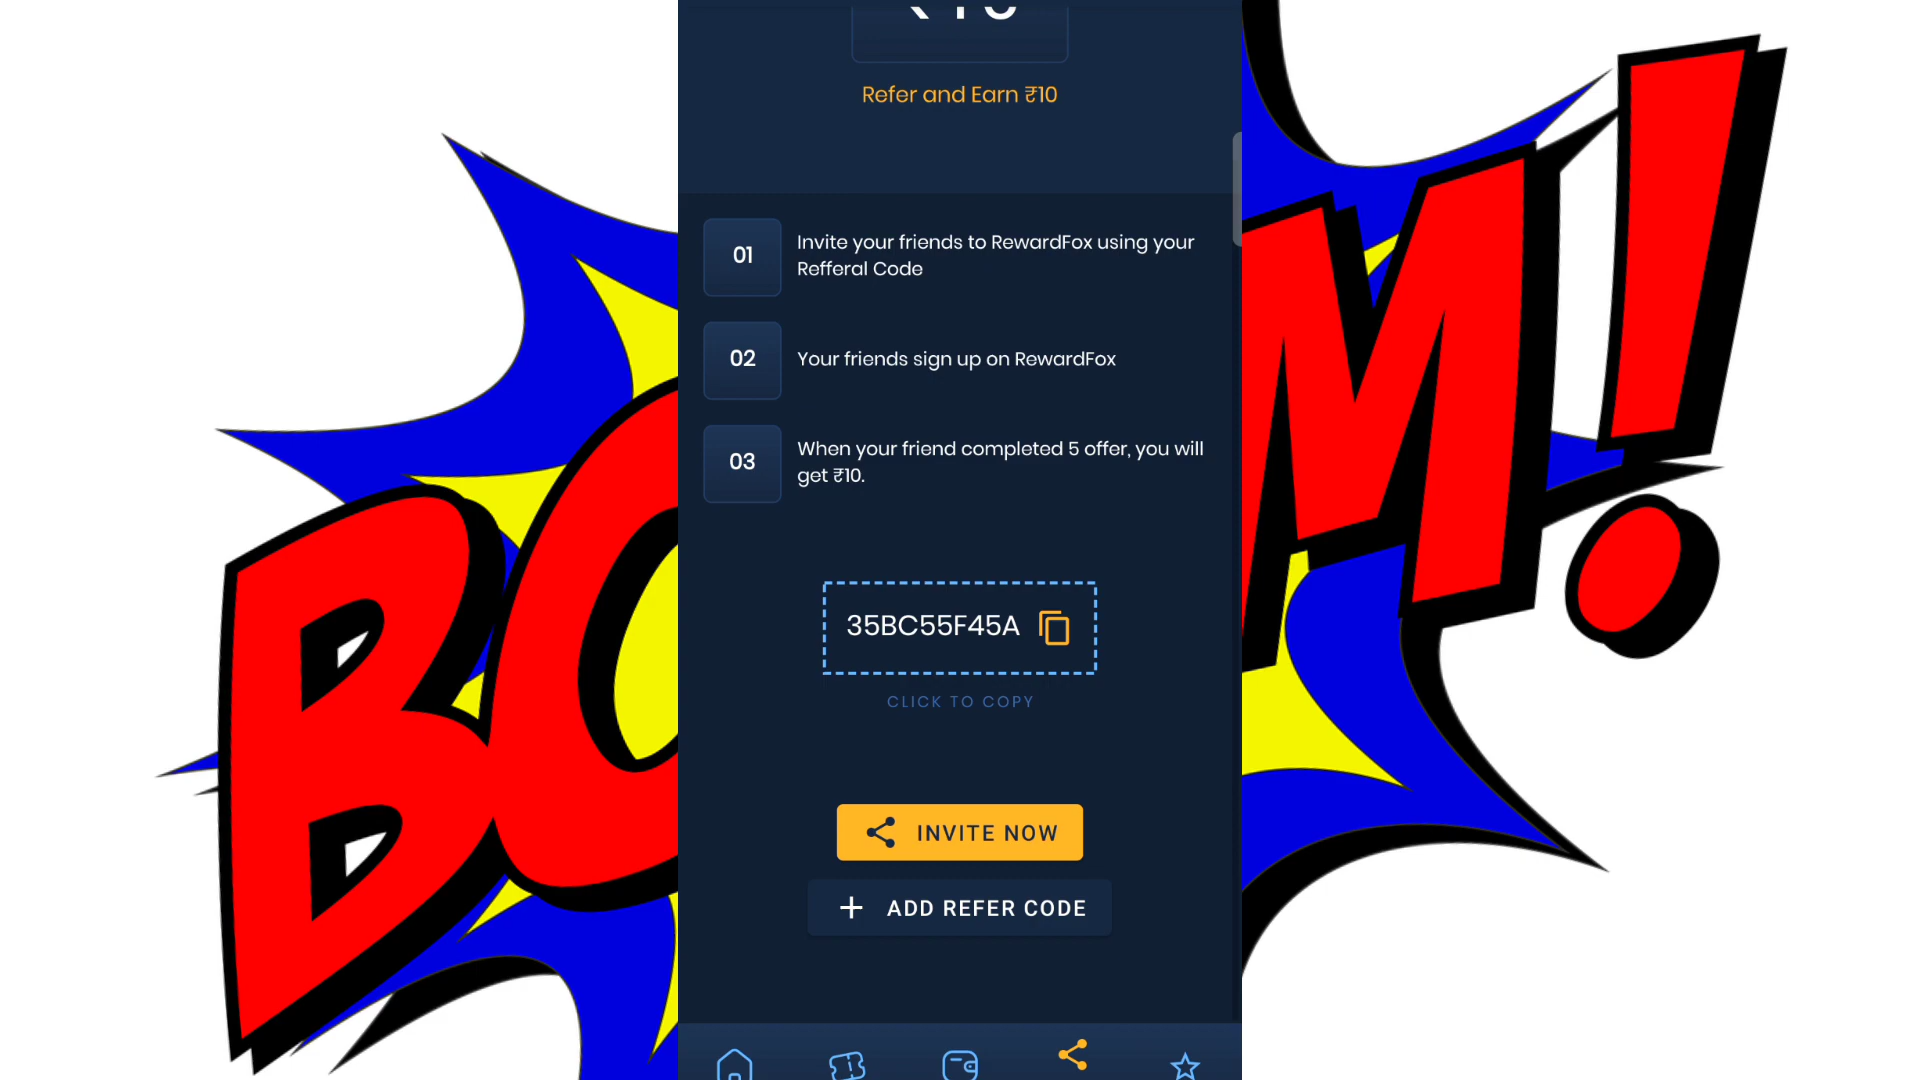 Refer and Earn ₹10
01
Invite your friends to RewardFox using your
Refferal Code
02
Your friends sign up on RewardFox
03
When your friend completed 5 offer, you will
get ₹10.
35BC55F45A
CLICK TO COPY
INVITE NOW
+ ADD REFER CODE